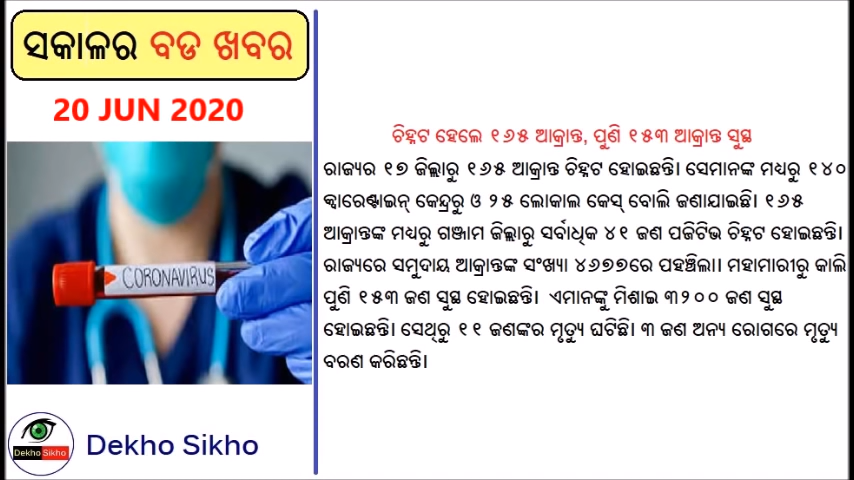 ସକାଳର ବଡ ଖବର
20 JUN 2020
CORONAVIRUS
Dekho Sikho
Dekho Sikho
ଚିହ୍ନଟ ହେଲେ ୧୬୫ ଆକ୍ରାନ୍ତ, ପୁଣି ୧୫୩ ଆକ୍ରାନ୍ତ ସୁସ୍ଥ
ରାଜ୍ୟର ୧୭ ଜିଲ୍ଲାରୁ ୧୬୫ ଆକ୍ରାନ୍ତ ଚିହ୍ନଟ ହୋଇଛନ୍ତି। ସେମାନଙ୍କ ମଧ୍ୟରୁ ୧୪୦
କ୍ୱାରେଣ୍ଟାଇନ୍ କେନ୍ଦ୍ରରୁ ଓ ୨୫ ଲୋକାଲ କେସ୍ ବୋଲି ଜଣାଯାଇଛି। ୧୬୫
ଆକ୍ରାନ୍ତଙ୍କ ମଧ୍ୟରୁ ଗଞ୍ଜାମ ଜିଲ୍ଲାରୁ ସର୍ବାଧିକ ୪୧ ଜଣ ପଜିଟିଭ ଚିହ୍ନଟ ହୋଇଛନ୍ତି।
ରାଜ୍ୟରେ ସମୁଦାୟ ଆକ୍ରାନ୍ତଙ୍କ ସଂଖ୍ୟା ୪୬୭୭ରେ ପହଞ୍ଚିଲା। ମହାମାରୀରୁ କାଲି
ପୁଣି ୧୫୩ ଜଣ ସୁସ୍ଥ ହୋଇଛନ୍ତି। ଏମାନଙ୍କୁ ମିଶାଇ ୩୨୦୦ ଜଣ ସୁସ୍ଥ
ହୋଇଛନ୍ତି। ସେଥିରୁ ୧୧ ଜଣଙ୍କର ମୃତ୍ୟୁ ଘଟିଛି। ୩ ଜଣ ଅନ୍ୟ ରୋଗରେ ମୃତ୍ୟୁ
ବରଣ କରିଛନ୍ତି।